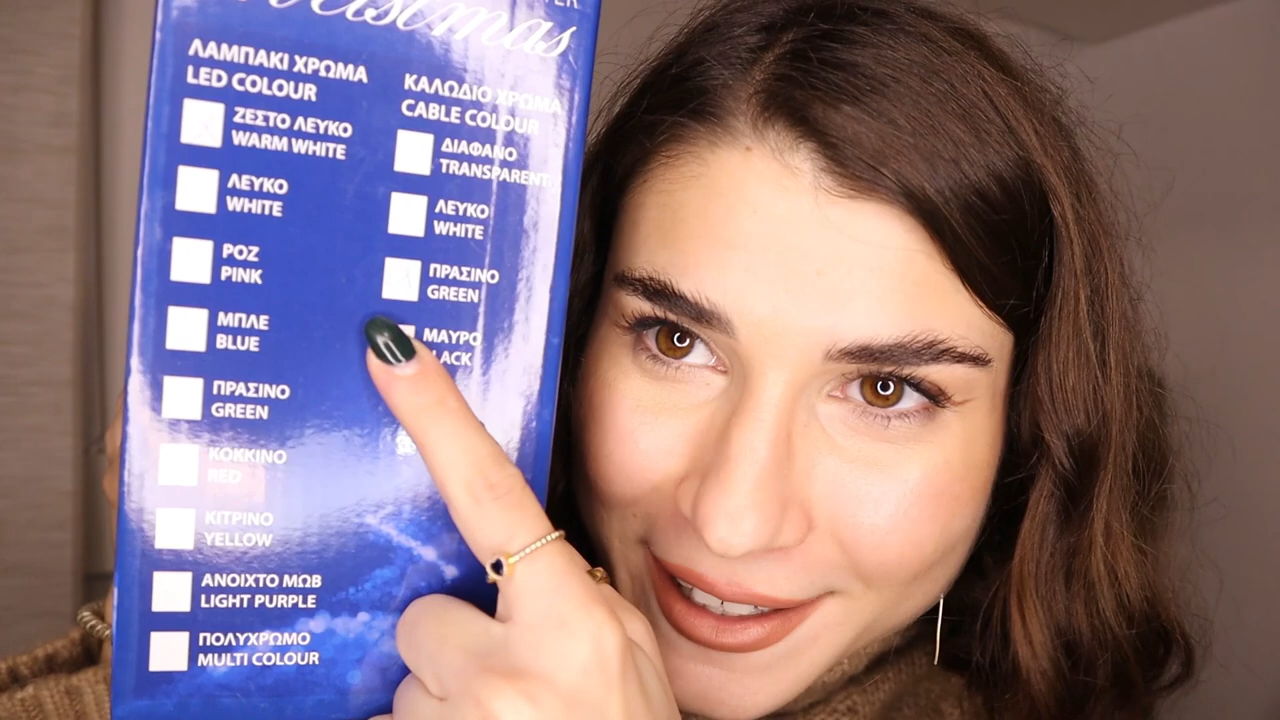 ΛΑΜΠΑΚΙ ΧΡΩΜΑ
LED COLOUR
ΖΕΣΤΟ ΛΕΥΚΟ
WARM WHITE
ΛΕΥΚΟ
WHITE
ΡΟΖ
PINK
ΜΠΛΕ
BLUE
ΠΡΑΣΙΝΟ
GREEN
ΚΟΚΚΙΝΟ
RED
ΚΙΤΡΙΝΟ
YELLOW
ΑΝΟΙΧΤΟ ΜΩΒ
LIGHT PURPLE
ΠΟΛΥΧΡΩΜΟ
MULTI COLOUR
ΚΑΛΩΔΙΟ ΧΡΩΜΑ
CABLE COLOUR
ΔΙΑΦΑΝΟ
TRANSPARENT
ΛΕΥΚΟ
WHITE
ΠΡΑΣΙΝΟ
GREEN
ΜΑΥΡΟ
LACK